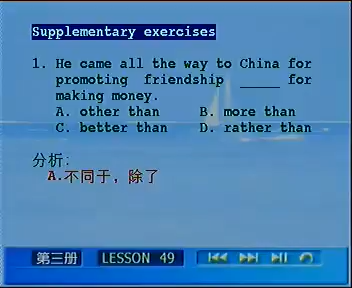 Supplementary exercises
1. He came all the way to China for
promoting friendship _____ for
making money.
A. other than B. more than
C. better than D. rather than
分析:
A.不同于，除了
第三册 LESSON 49